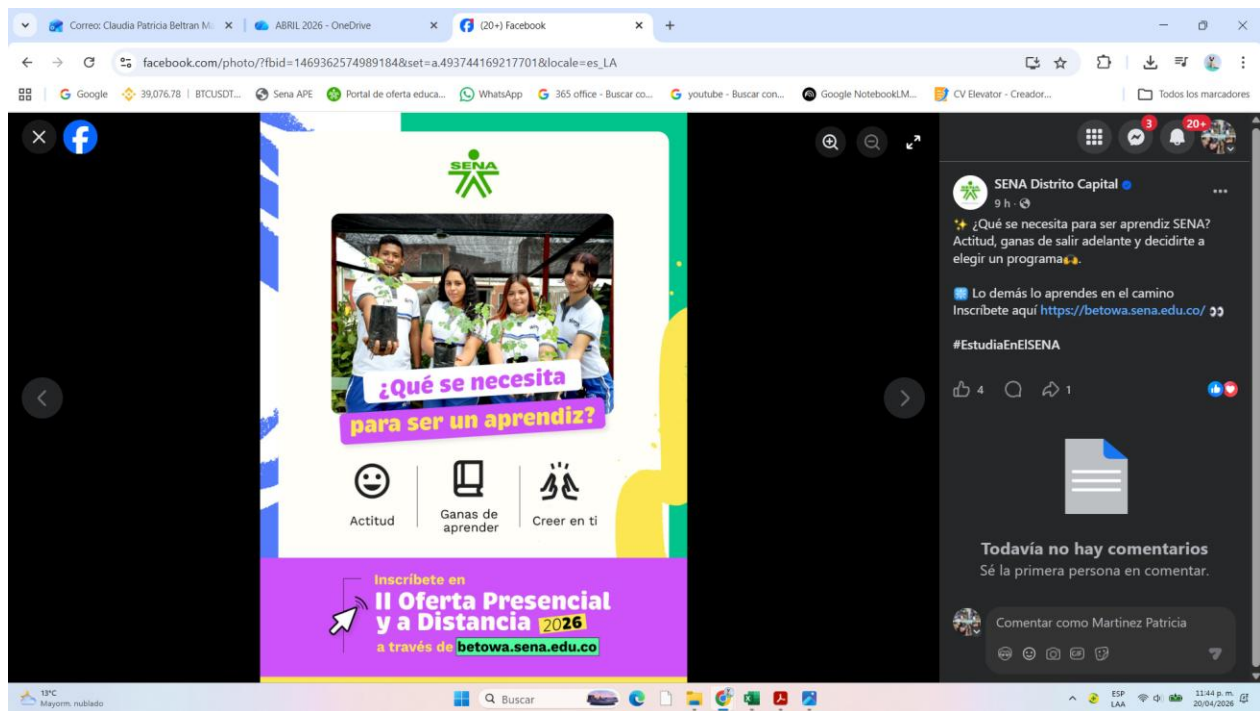 Correo: Claudia Patricia Beltran M
ABRIL 2026 - OneDrive
(20+) Facebook
facebook.com/photo/?fbid=1469362574989184&set=a.493744169217701&locale=es_LA
Google
39,076.78 | BTCUSDT...
Sena APE
Portal de oferta educa...
WhatsApp
365 office - Buscar co...
youtube - Buscar con...
Google NotebookLM...
CV Elevator - Creador...
Todos los marcadores
SENA
¿Qué se necesita
para ser un aprendiz?
Actitud
Ganas de
aprender
Creer en ti
Inscríbete en
II Oferta Presencial
y a Distancia 2026
a través de betowa.sena.edu.co
3
20+
SENA Distrito Capital
9 h ·
¿Qué se necesita para ser aprendiz SENA?
Actitud, ganas de salir adelante y decidirte a
elegir un programa.
Lo demás lo aprendes en el camino
Inscríbete aquí https://betowa.sena.edu.co/
#EstudiaEnElSENA
4
1
Todavía no hay comentarios
Sé la primera persona en comentar.
Comentar como Martinez Patricia
GIF
13°C
Mayorm. nublado
Buscar
ESP
LAA
11:44 p. m.
20/04/2026